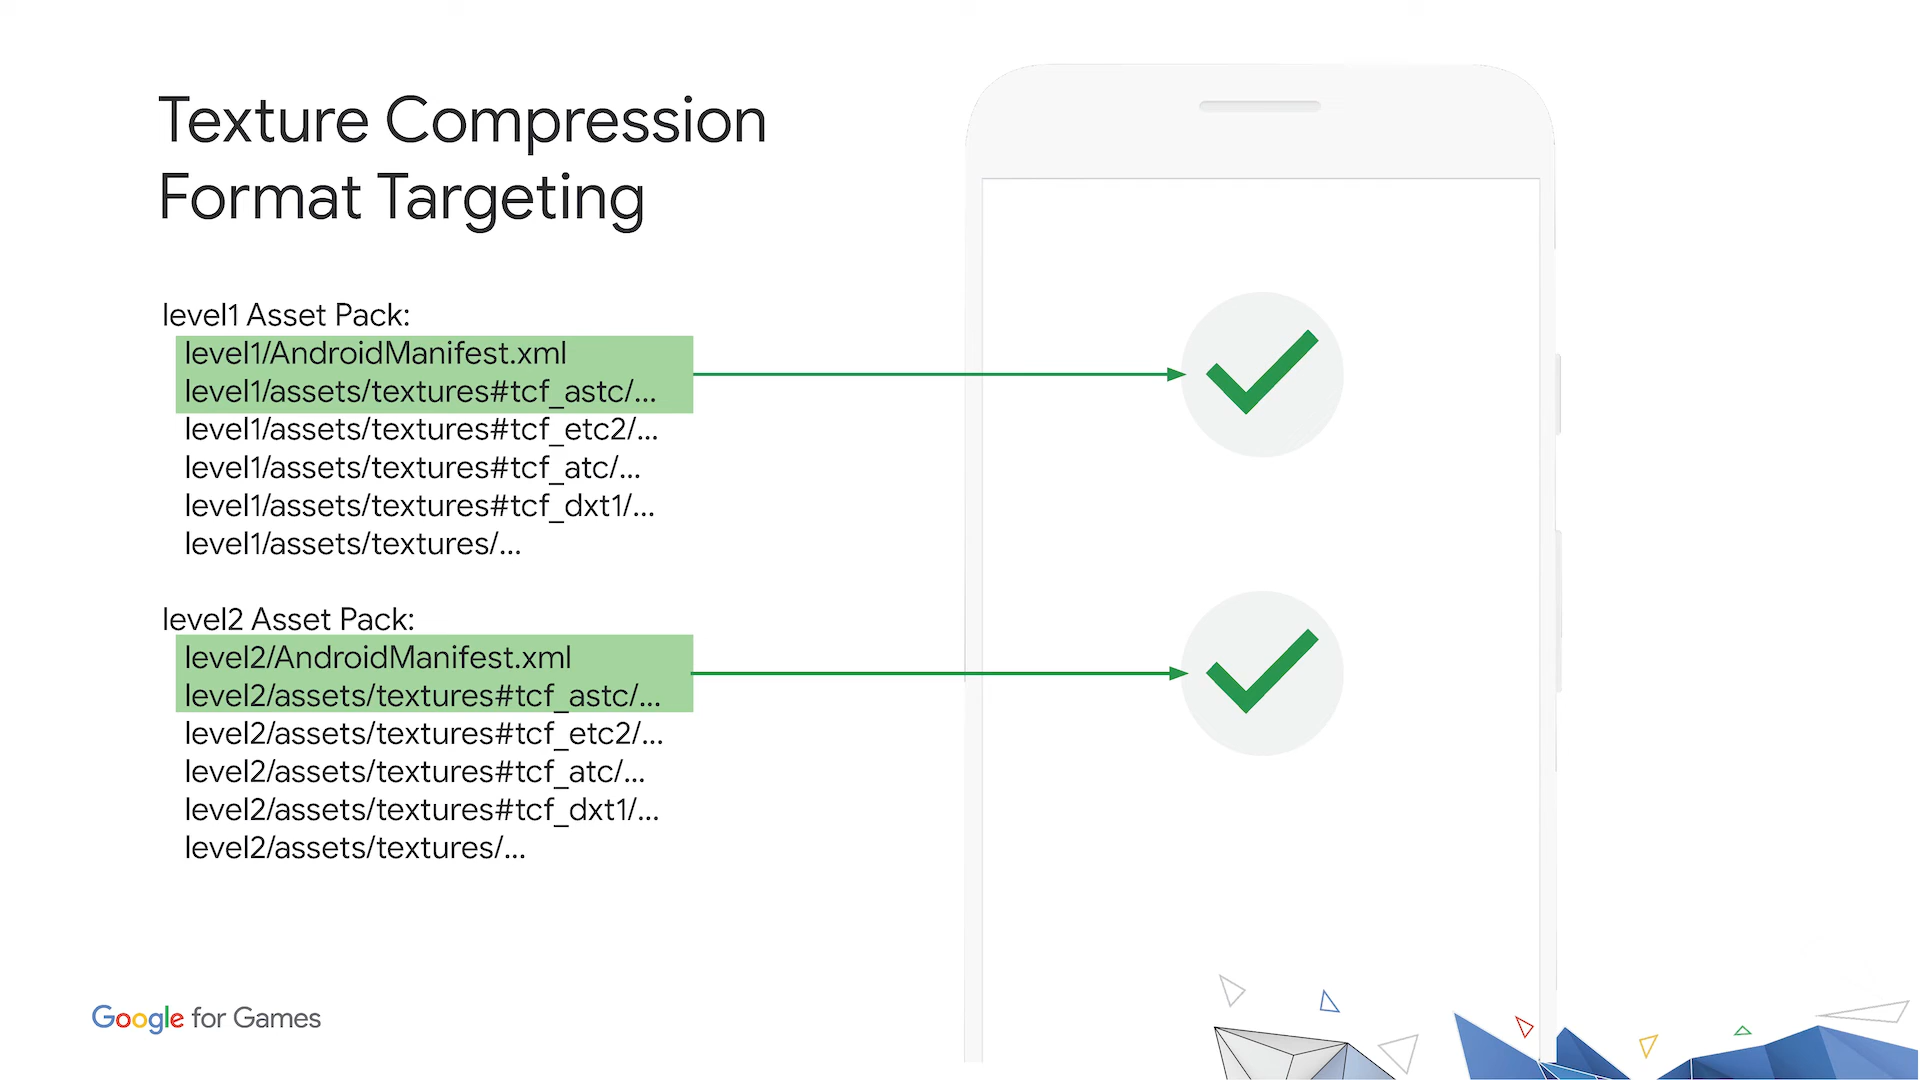 Texture Compression
Format Targeting
level1 Asset Pack:
level1/AndroidManifest.xml
level1/assets/textures#tcf_astc/...
level1/assets/textures#tcf_etc2/...
level1/assets/textures#tcf_atc/...
level1/assets/textures#tcf_dxt1/...
level1/assets/textures/...
level2 Asset Pack:
level2/AndroidManifest.xml
level2/assets/textures#tcf_astc/...
level2/assets/textures#tcf_etc2/...
level2/assets/textures#tcf_atc/...
level2/assets/textures#tcf_dxt1/...
level2/assets/textures/...
Google for Games